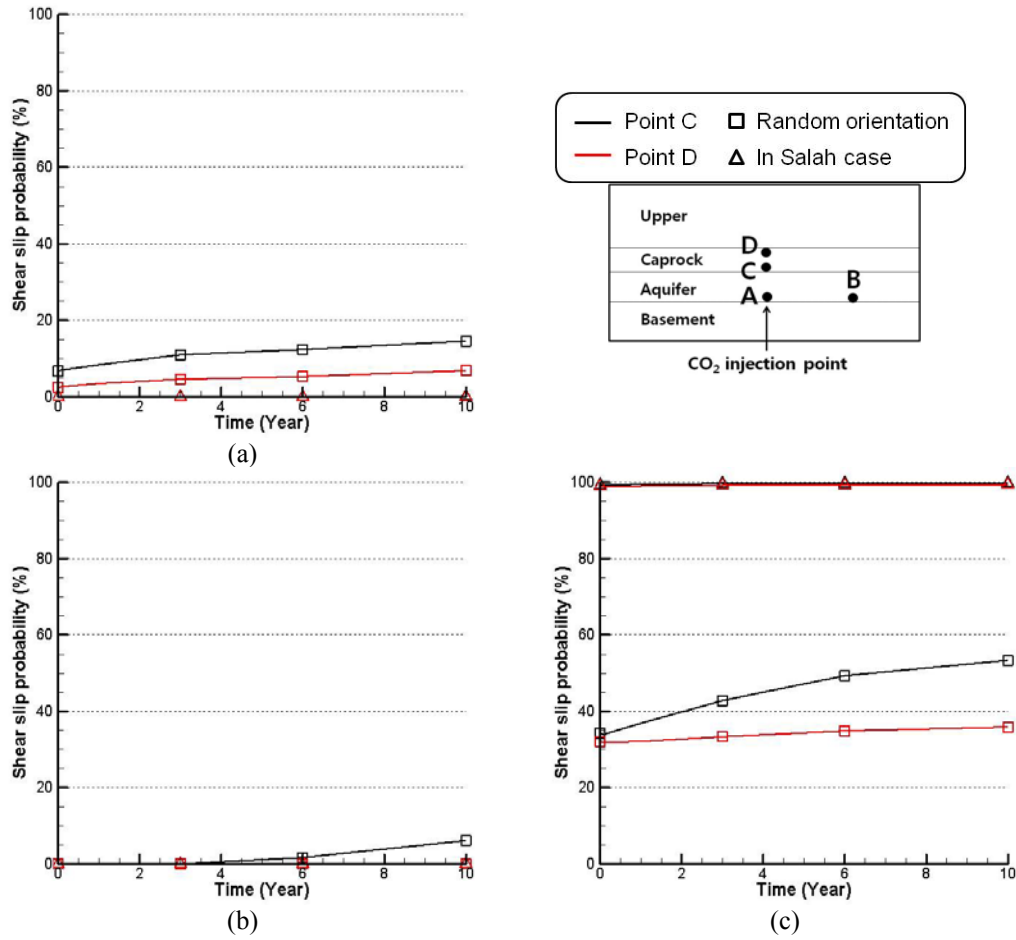 100
80
60
40
20
0
Shear slip probability (%)
0 2 4 6 8 10
Time (Year)
(a)
Point C
Random orientation
Point D
In Salah case
Upper
D
Caprock
C
B
Aquifer
A
Basement
CO₂ injection point
100
80
60
40
20
0
Shear slip probability (%)
0 2 4 6 8 10
Time (Year)
(b)
100
80
60
40
20
0
Shear slip probability (%)
0 2 4 6 8 10
Time (Year)
(c)